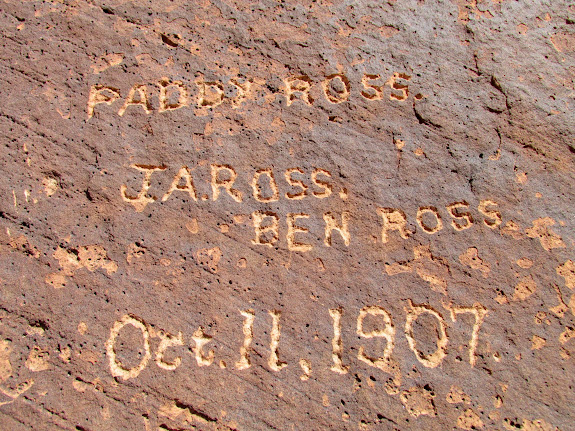 PADDY ROSS.
J.A. ROSS.
BEN ROSS.
Oct. 11. 1907.